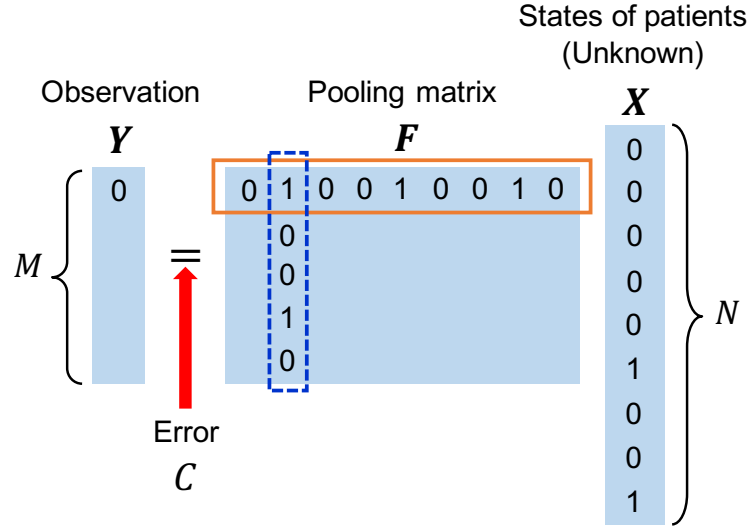 States of patients
(Unknown)
X
Observation
Y
Pooling matrix
F
0
0 1 0 0 1 0 0 1 0
0
0
1
0
M
=
Error
C
0
0
0
0
0
1
0
0
1
N